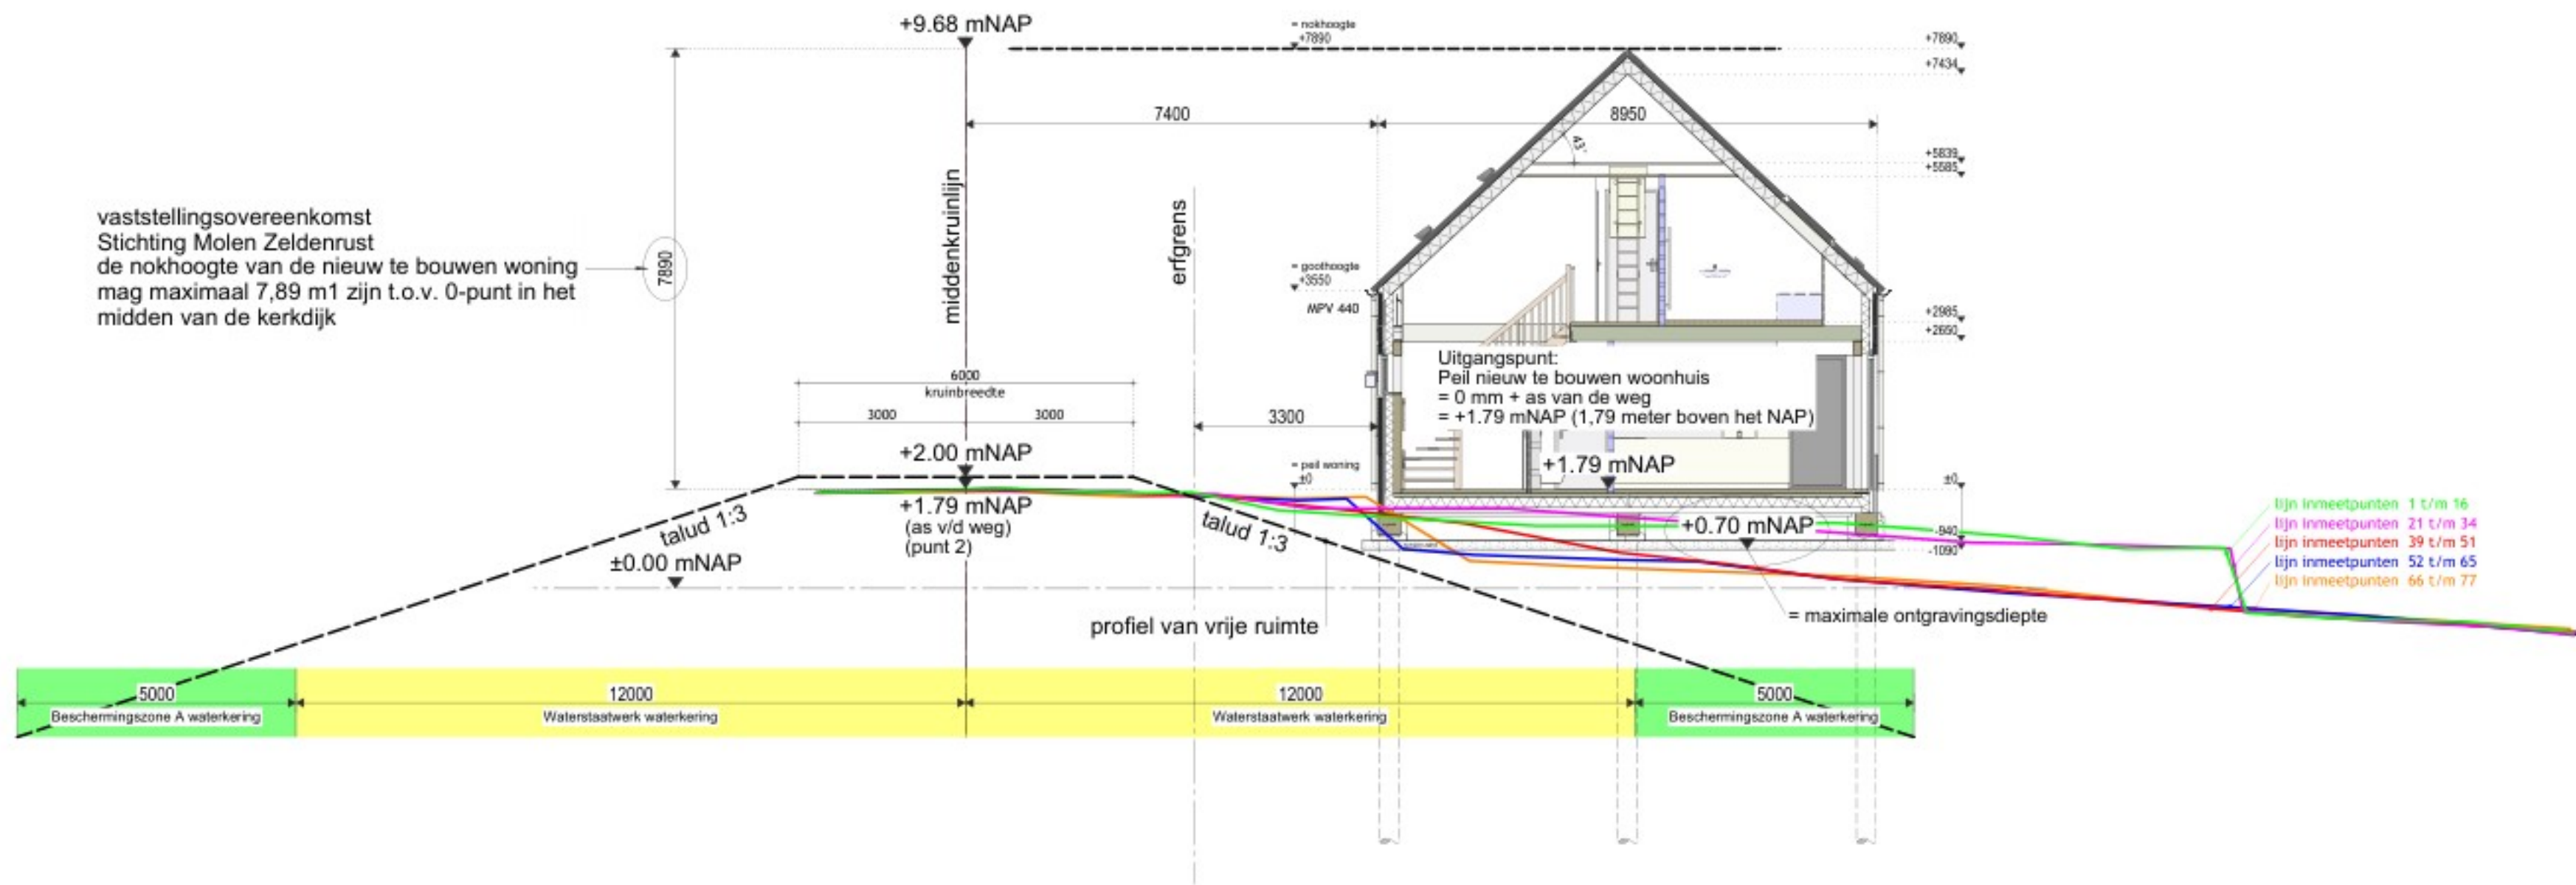 +9.68 mNAP
= nokhoogte
+7890
+7890
+7434
7400
8950
43°
+5839
+5585
middenkruinlijn
erfgrens
vaststellingsovereenkomst
Stichting Molen Zeldenrust
de nokhoogte van de nieuw te bouwen woning
mag maximaal 7,89 m1 zijn t.o.v. 0-punt in het
midden van de kerkdijk
7890
= goothoogte
+3550
MPV 440
+2985
+2650
Uitgangspunt:
Peil nieuw te bouwen woonhuis
= 0 mm + as van de weg
= +1.79 mNAP (1,79 meter boven het NAP)
6000
kruinbreedte
3000
3000
3300
+2.00 mNAP
= peil woning
±0
+1.79 mNAP
±0
+1.79 mNAP
(as v/d weg)
(punt 2)
talud 1:3
talud 1:3
+0.70 mNAP
-940
-1090
lijn inmeetpunten 1 t/m 16
lijn inmeetpunten 21 t/m 34
lijn inmeetpunten 39 t/m 51
lijn inmeetpunten 52 t/m 65
lijn inmeetpunten 66 t/m 77
±0.00 mNAP
profiel van vrije ruimte
= maximale ontgravingsdiepte
5000
12000
12000
5000
Beschermingszone A waterkering
Waterstaatwerk waterkering
Waterstaatwerk waterkering
Beschermingszone A waterkering